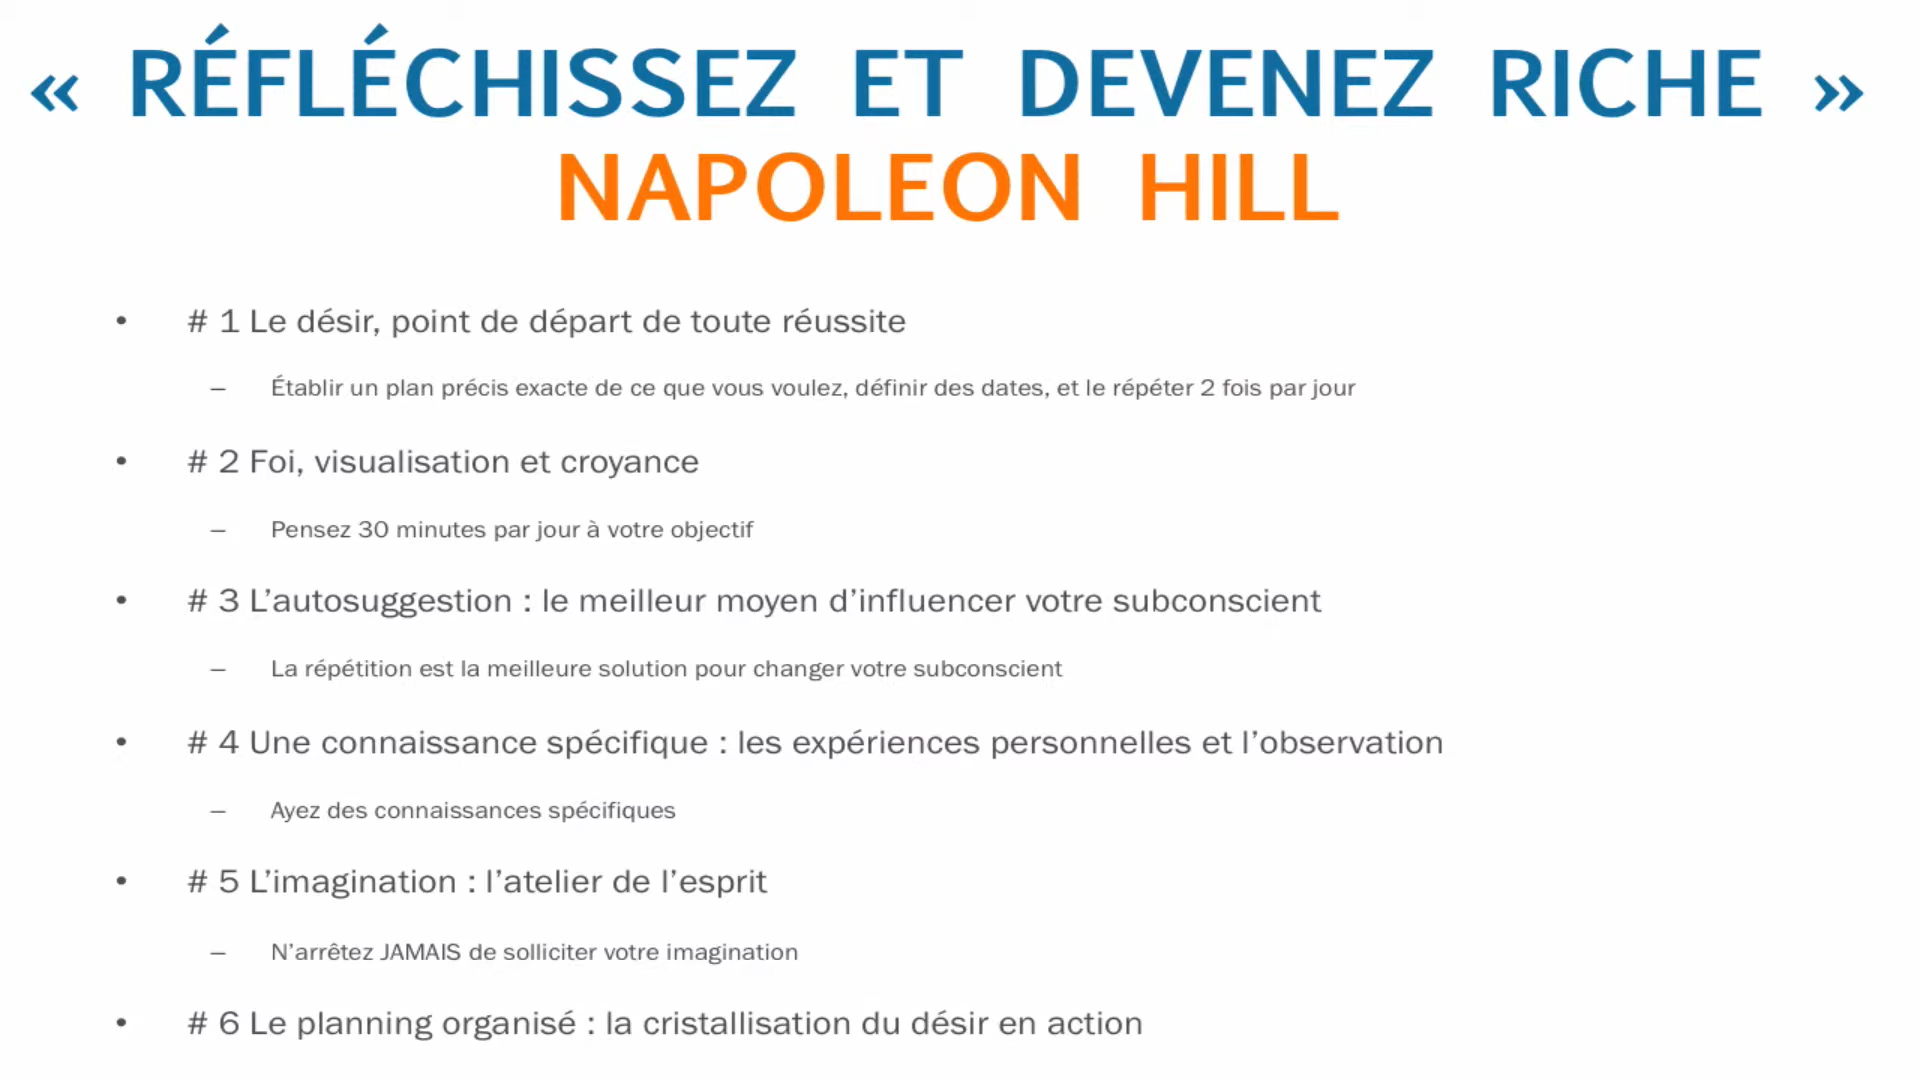 « RÉFLÉCHISSEZ ET DEVENEZ RICHE »
NAPOLEON HILL
• # 1 Le désir, point de départ de toute réussite
– Établir un plan précis exacte de ce que vous voulez, définir des dates, et le répéter 2 fois par jour
• # 2 Foi, visualisation et croyance
– Pensez 30 minutes par jour à votre objectif
• # 3 L’autosuggestion : le meilleur moyen d’influencer votre subconscient
– La répétition est la meilleure solution pour changer votre subconscient
• # 4 Une connaissance spécifique : les expériences personnelles et l’observation
– Ayez des connaissances spécifiques
• # 5 L’imagination : l’atelier de l’esprit
– N’arrêtez JAMAIS de solliciter votre imagination
• # 6 Le planning organisé : la cristallisation du désir en action